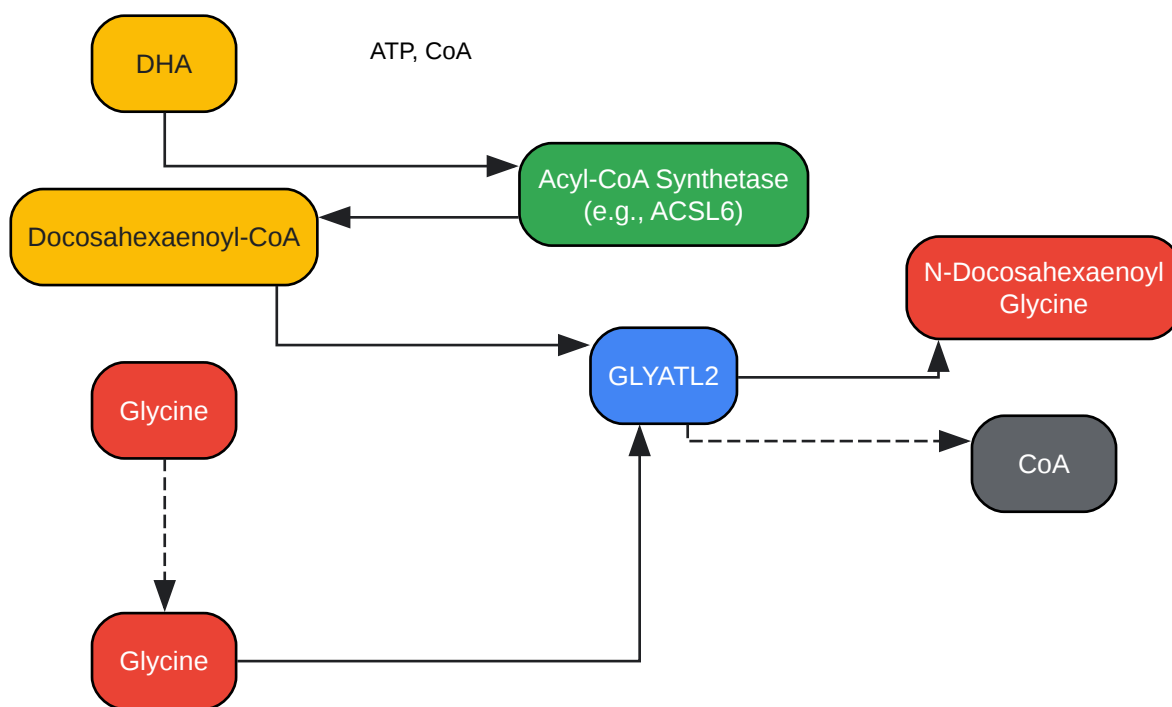 DHA
ATP, CoA
Acyl-CoA Synthetase
(e.g., ACSL6)
Docosahexaenoyl-CoA
N-Docosahexaenoyl
Glycine
GLYATL2
Glycine
CoA
Glycine